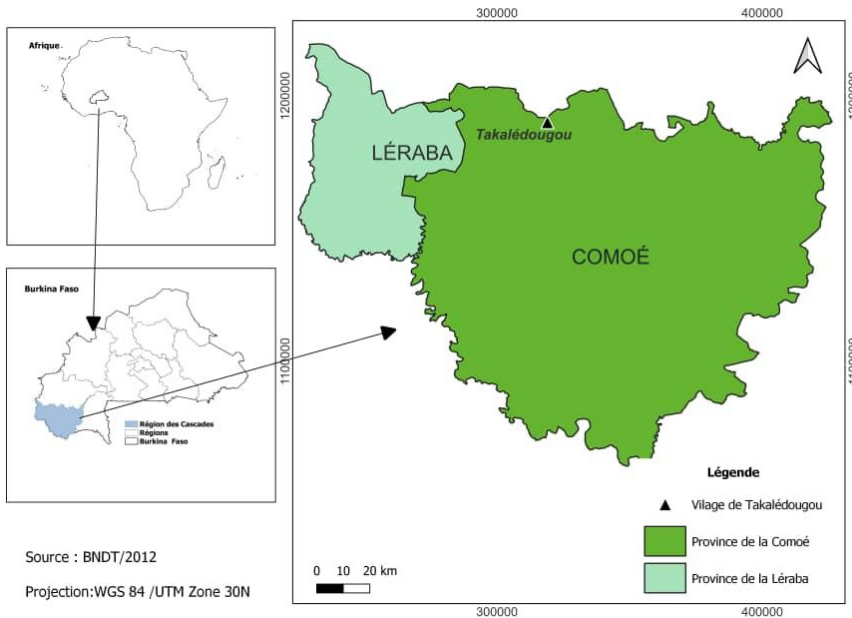 Afrique
Burkina Faso
Région des Cascades
Régions
Burkina Faso
Source : BNDT/2012
Projection:WGS 84 /UTM Zone 30N
300000
400000
1200000
1200000
LÉRABA
Takalédougou
COMOÉ
1100000
1100000
Légende
Vilage de Takalédougou
Province de la Comoé
Province de la Léraba
0 10 20 km
300000
400000